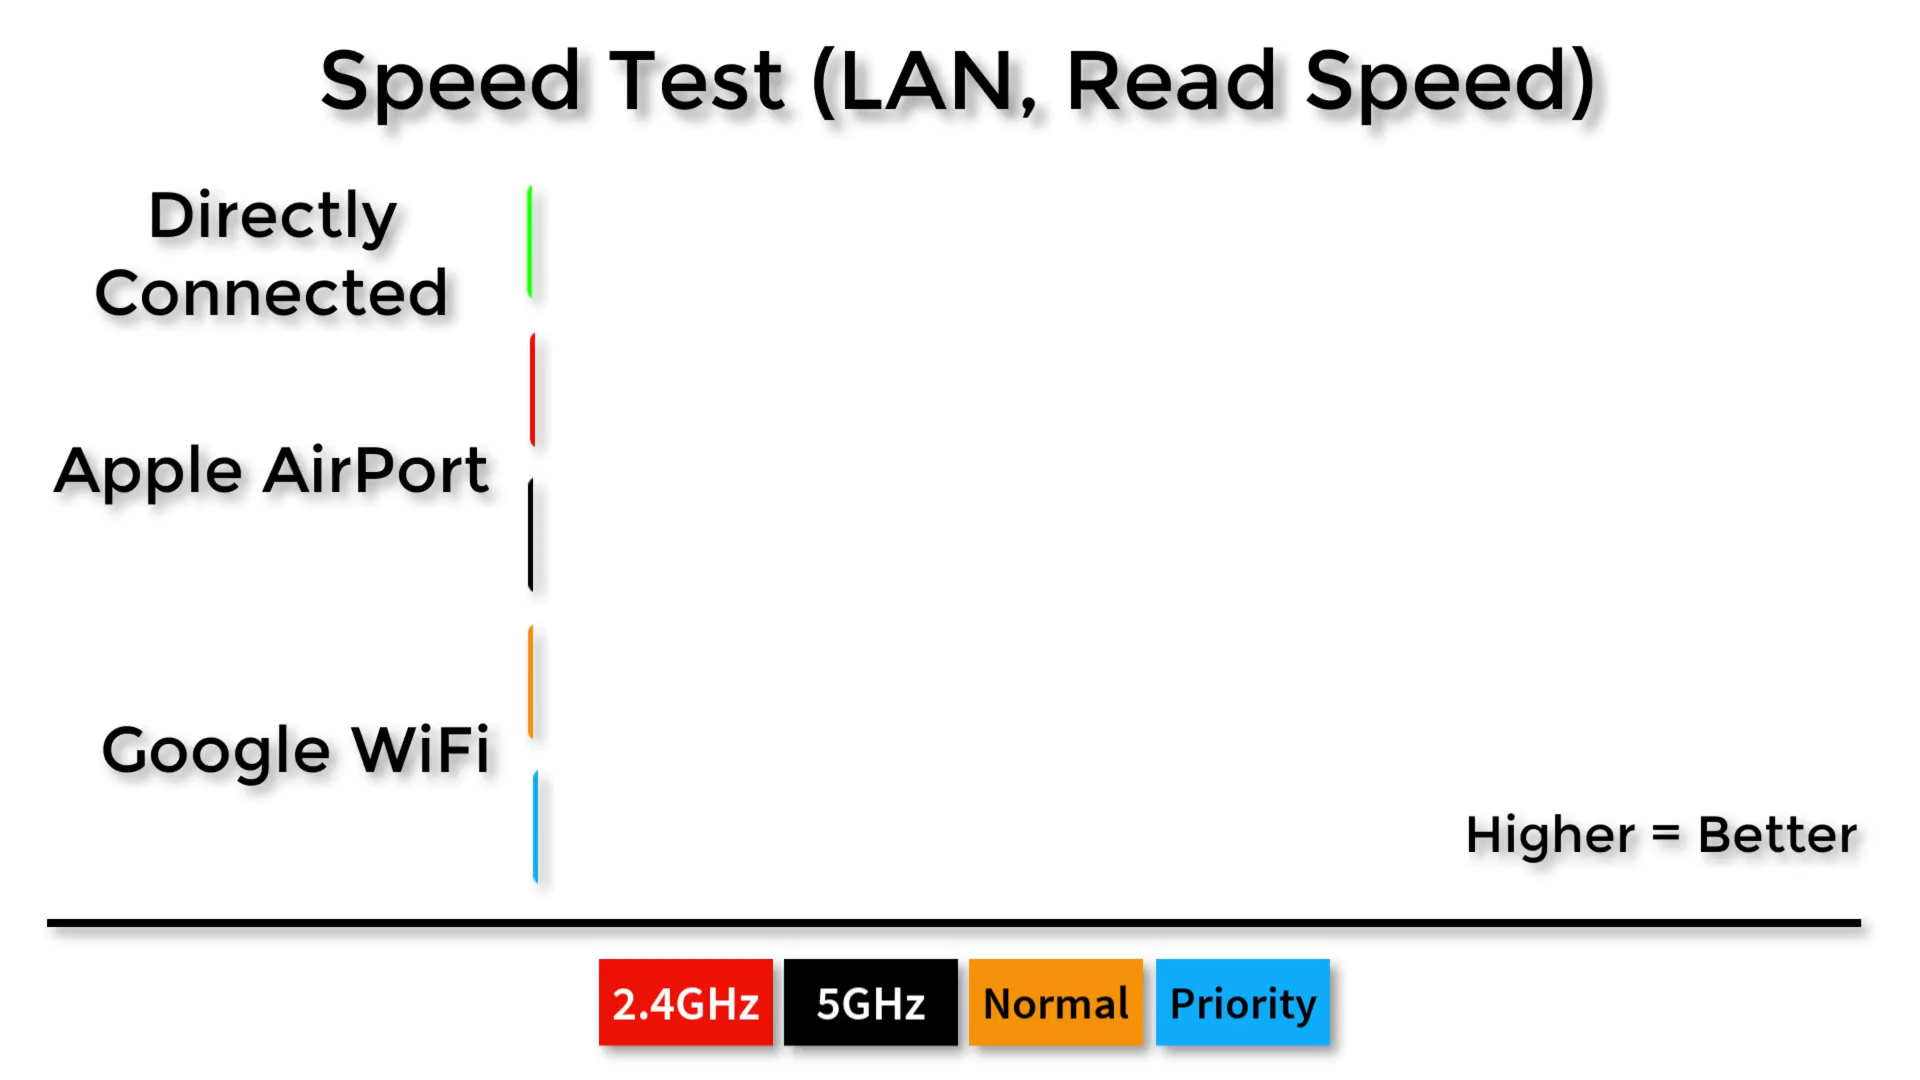 Speed Test (LAN, Read Speed)
Directly
Connected
Apple AirPort
Google WiFi
Higher = Better
2.4GHz
5GHz
Normal
Priority